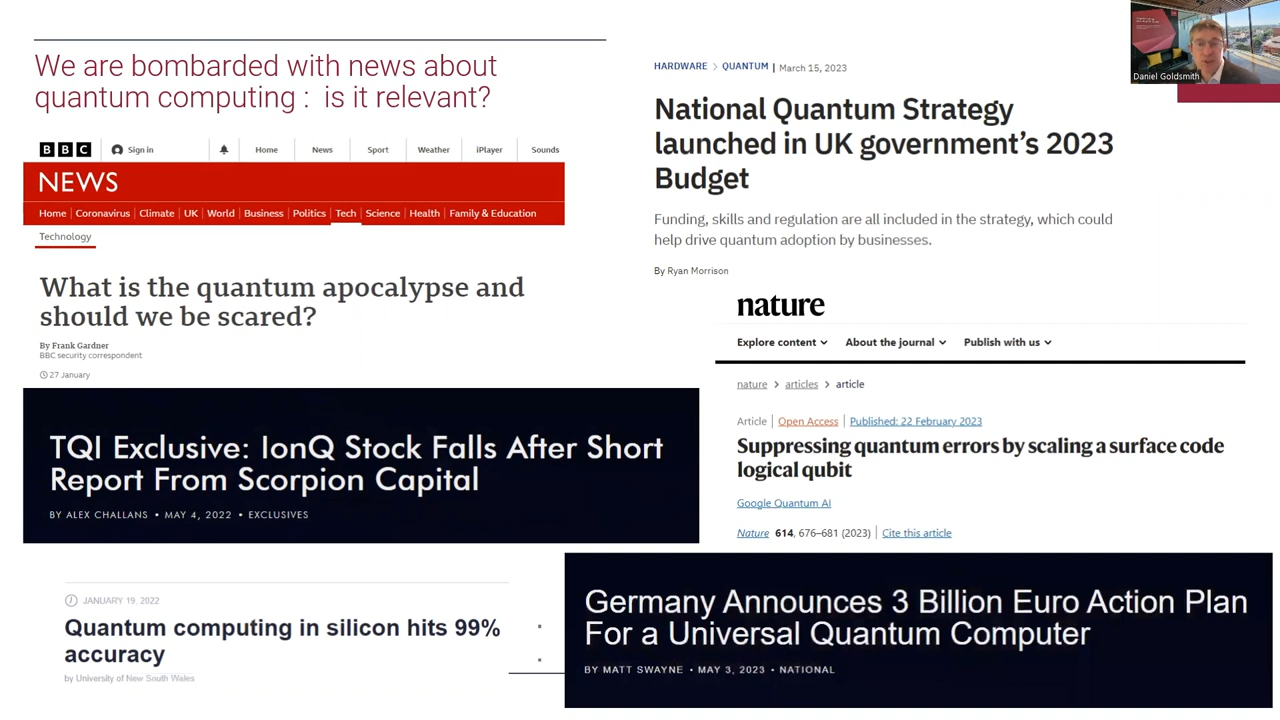 We are bombarded with news about
quantum computing : is it relevant?
BBC Sign in Home News Sport Weather iPlayer Sounds
NEWS
Home Coronavirus Climate UK World Business Politics Tech Science Health Family & Education
Technology
What is the quantum apocalypse and
should we be scared?
By Frank Gardner
BBC security correspondent
27 January
TQI Exclusive: IonQ Stock Falls After Short
Report From Scorpion Capital
BY ALEX CHALLANS • MAY 4, 2022 • EXCLUSIVES
JANUARY 19, 2022
Quantum computing in silicon hits 99%
accuracy
by University of New South Wales
HARDWARE > QUANTUM | March 15, 2023
National Quantum Strategy
launched in UK government's 2023
Budget
Funding, skills and regulation are all included in the strategy, which could
help drive quantum adoption by businesses.
By Ryan Morrison
nature
Explore content About the journal Publish with us
nature > articles > article
Article | Open Access | Published: 22 February 2023
Suppressing quantum errors by scaling a surface code
logical qubit
Google Quantum AI
Nature 614, 676–681 (2023) | Cite this article
Germany Announces 3 Billion Euro Action Plan
For a Universal Quantum Computer
BY MATT SWAYNE • MAY 3, 2023 • NATIONAL
Daniel Goldsmith